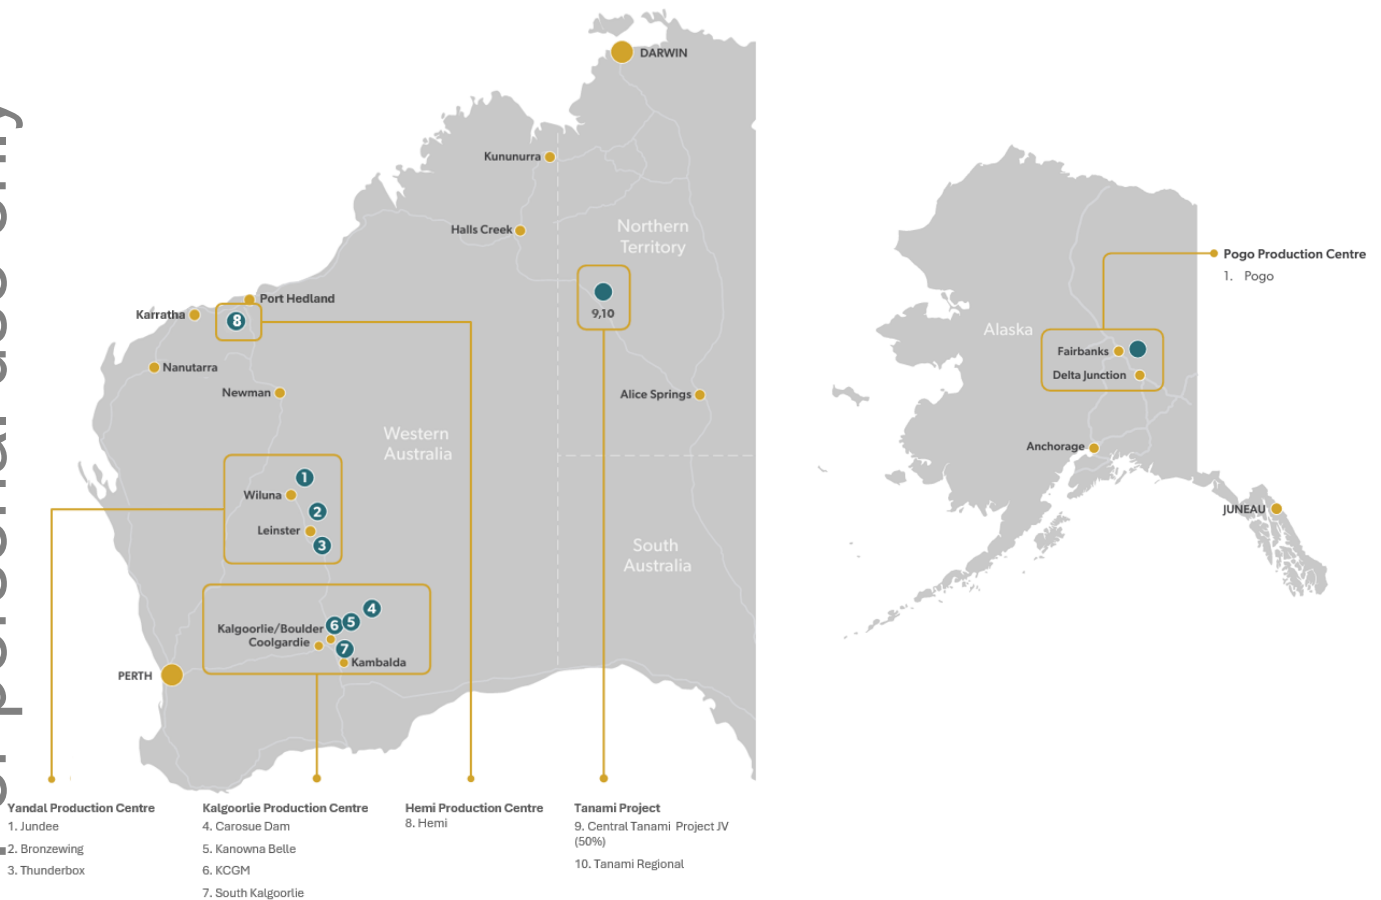 For personal use only
DARWIN
Kununurra
Halls Creek
Northern
Territory
Port Hedland
Karratha
8
9,10
Nanutarra
Newman
Alice Springs
Western
Australia
1
Wiluna
2
Leinster
3
South
Australia
4
5
6
Kalgoorlie/Boulder
Coolgardie
7
Kambalda
PERTH
Yandal Production Centre
1. Jundee
2. Bronzewing
3. Thunderbox
Kalgoorlie Production Centre
4. Carosue Dam
5. Kanowna Belle
6. KCGM
7. South Kalgoorlie
Hemi Production Centre
8. Hemi
Tanami Project
9. Central Tanami Project JV
(50%)
10. Tanami Regional
Pogo Production Centre
1. Pogo
Alaska
Fairbanks
Delta Junction
Anchorage
JUNEAU